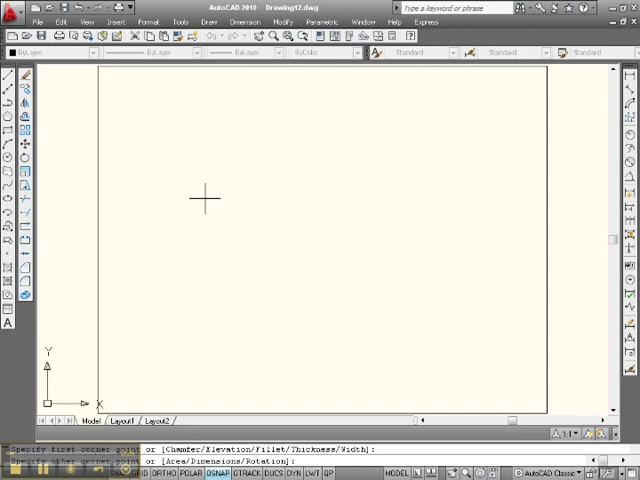 AutoCAD 2010 Drawing12.dwg
Type a keyword or phrase
File Edit View Insert Format Tools Draw Dimension Modify Parametric Window Help Express
ByLayer ByLayer ByLayer ByColor Standard Standard Standard
A
Y
X
Model Layout1 Layout2
1:1
Specify first corner point or [Chamfer/Elevation/Fillet/Thickness/Width]:
Specify other corner point or [Area/Dimensions/Rotation]:
ORTHO POLAR OSNAP OTRACK DUCS DYN LWT QP MODEL AutoCAD Classic